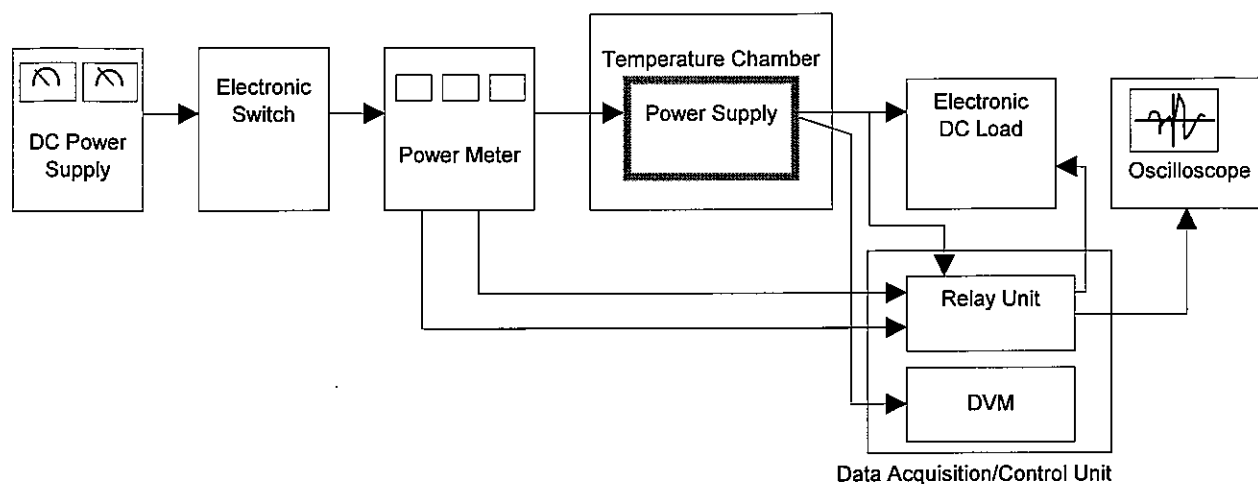 DC Power
Supply
Electronic
Switch
Power Meter
Temperature Chamber
Power Supply
Electronic
DC Load
Oscilloscope
Relay Unit
DVM
Data Acquisition/Control Unit